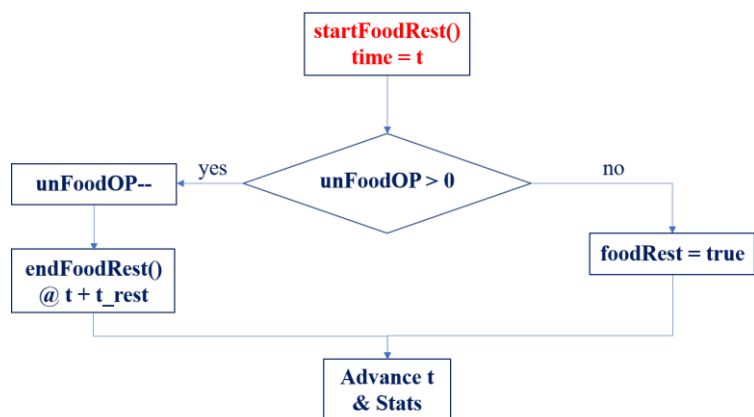 startFoodRest()
time = t
yes
unFoodOP > 0
no
unFoodOP--
endFoodRest()
@ t + t_rest
foodRest = true
Advance t
& Stats